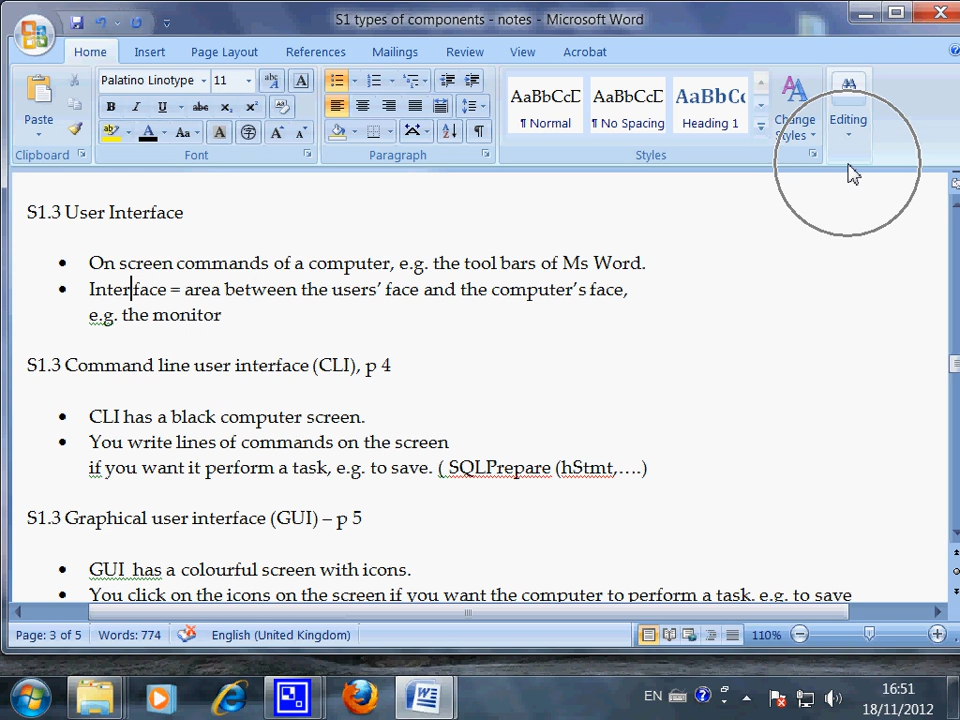 S1 types of components - notes - Microsoft Word
Home Insert Page Layout References Mailings Review View Add-Ins Acrobat
Palatino Linotype 11
AaBbCcD AaBbCcD AaBbCc
Paste
¶ Normal ¶ No Spacing Heading 1
Change Styles
Editing
Clipboard Font Paragraph Styles
S1.3 User Interface
• On screen commands of a computer, e.g. the tool bars of Ms Word.
• Interface = area between the users’ face and the computer’s face,
e.g. the monitor
S1.3 Command line user interface (CLI), p 4
• CLI has a black computer screen.
• You write lines of commands on the screen
if you want it perform a task, e.g. to save. ( SQLPrepare (hStmt,….)
S1.3 Graphical user interface (GUI) – p 5
• GUI has a colourful screen with icons.
• You click on the icons on the screen if you want the computer to perform a task. e.g. to save
Page: 3 of 5 Words: 774 English (United Kingdom) 110%
EN
16:51
18/11/2012